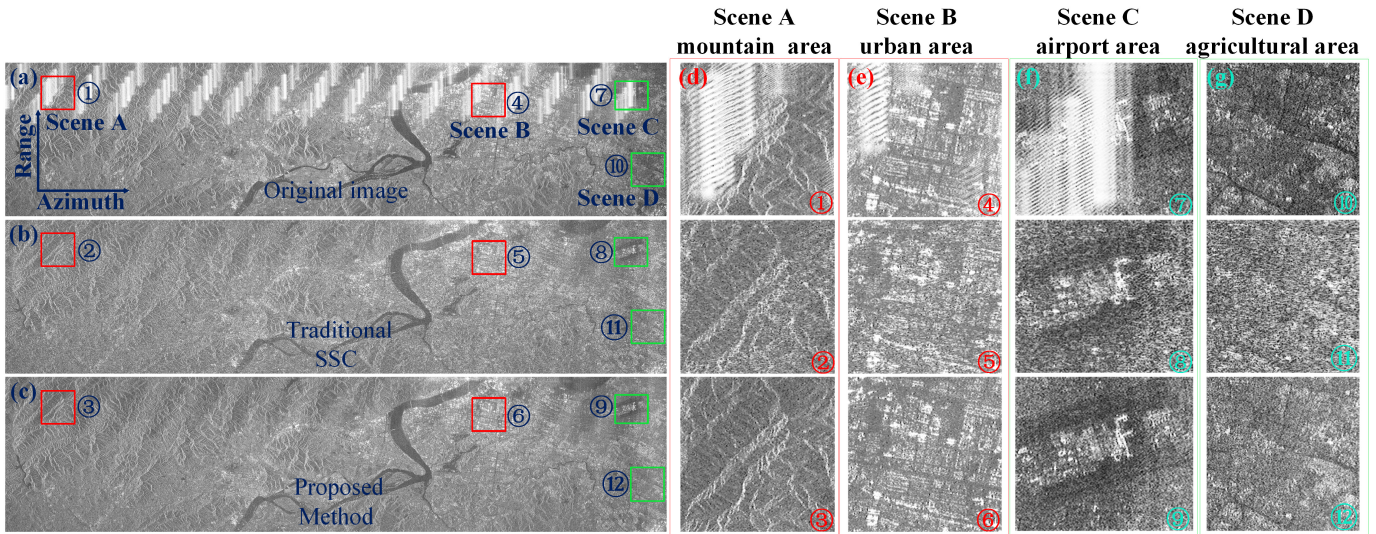 Scene A
mountain area
Scene B
urban area
Scene C
airport area
Scene D
agricultural area
(a)
①
Scene A
Range
Azimuth
Original image
④
Scene B
⑦
Scene C
⑩
Scene D
(b)
②
Traditional
SSC
⑤
⑧
⑪
(c)
③
Proposed
Method
⑥
⑨
⑫
(d)
①
②
③
(e)
④
⑤
⑥
(f)
⑦
⑧
⑨
(g)
⑩
⑪
⑫